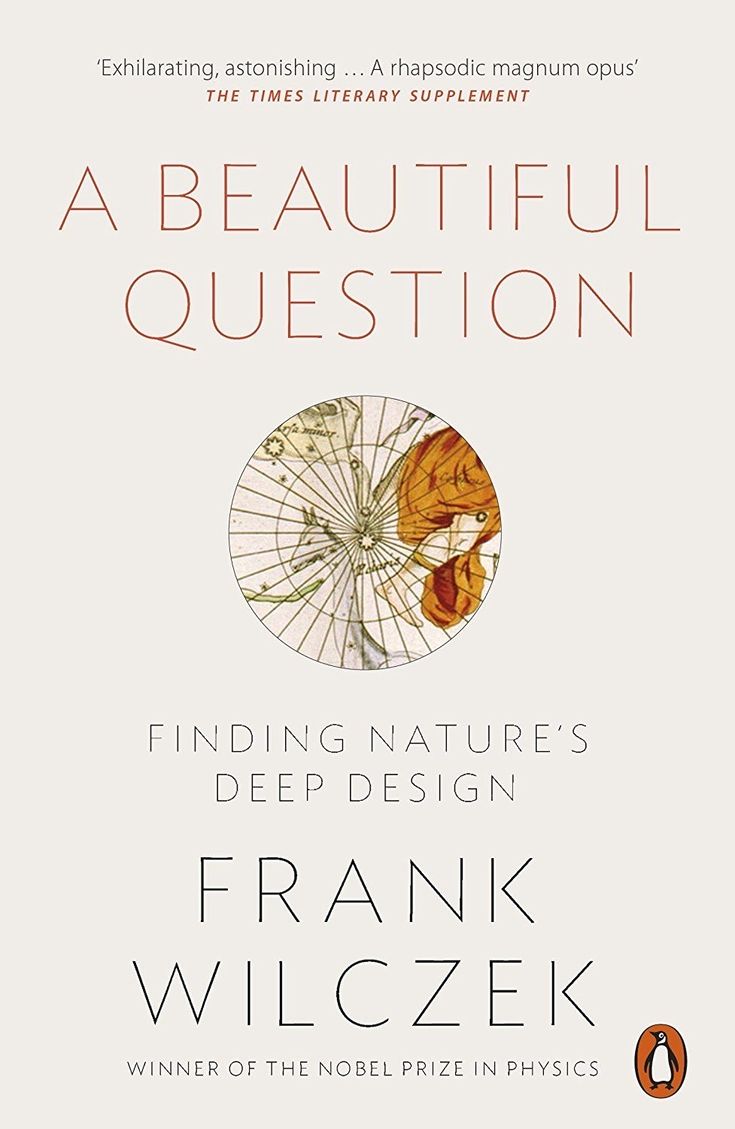 ‘Exhilarating, astonishing … A rhapsodic magnum opus’
THE TIMES LITERARY SUPPLEMENT
A BEAUTIFUL
QUESTION
FINDING NATURE’S
DEEP DESIGN
FRANK
WILCZEK
WINNER OF THE NOBEL PRIZE IN PHYSICS